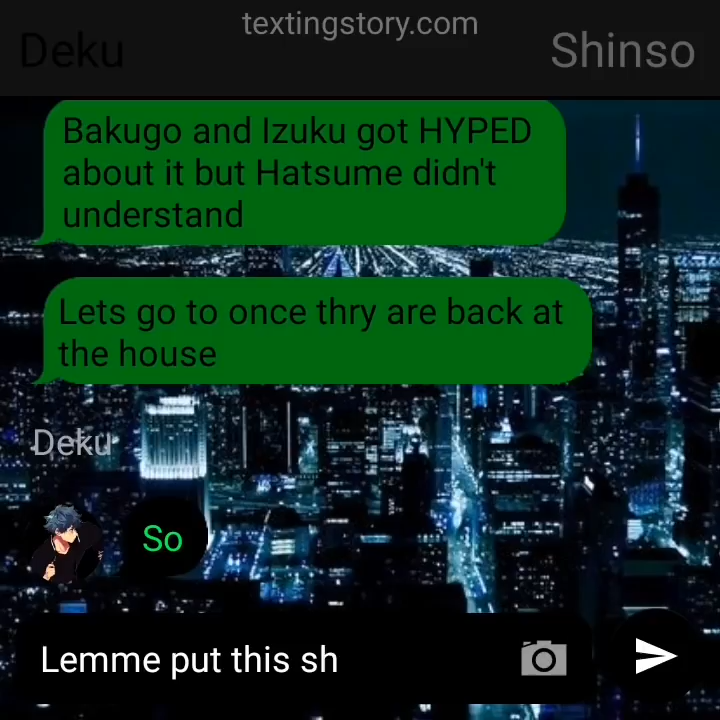 textingstory.com
Deku
Shinso
Bakugo and Izuku got HYPED
about it but Hatsume didn't
understand
Lets go to once thry are back at
the house
Deku
So
Lemme put this sh